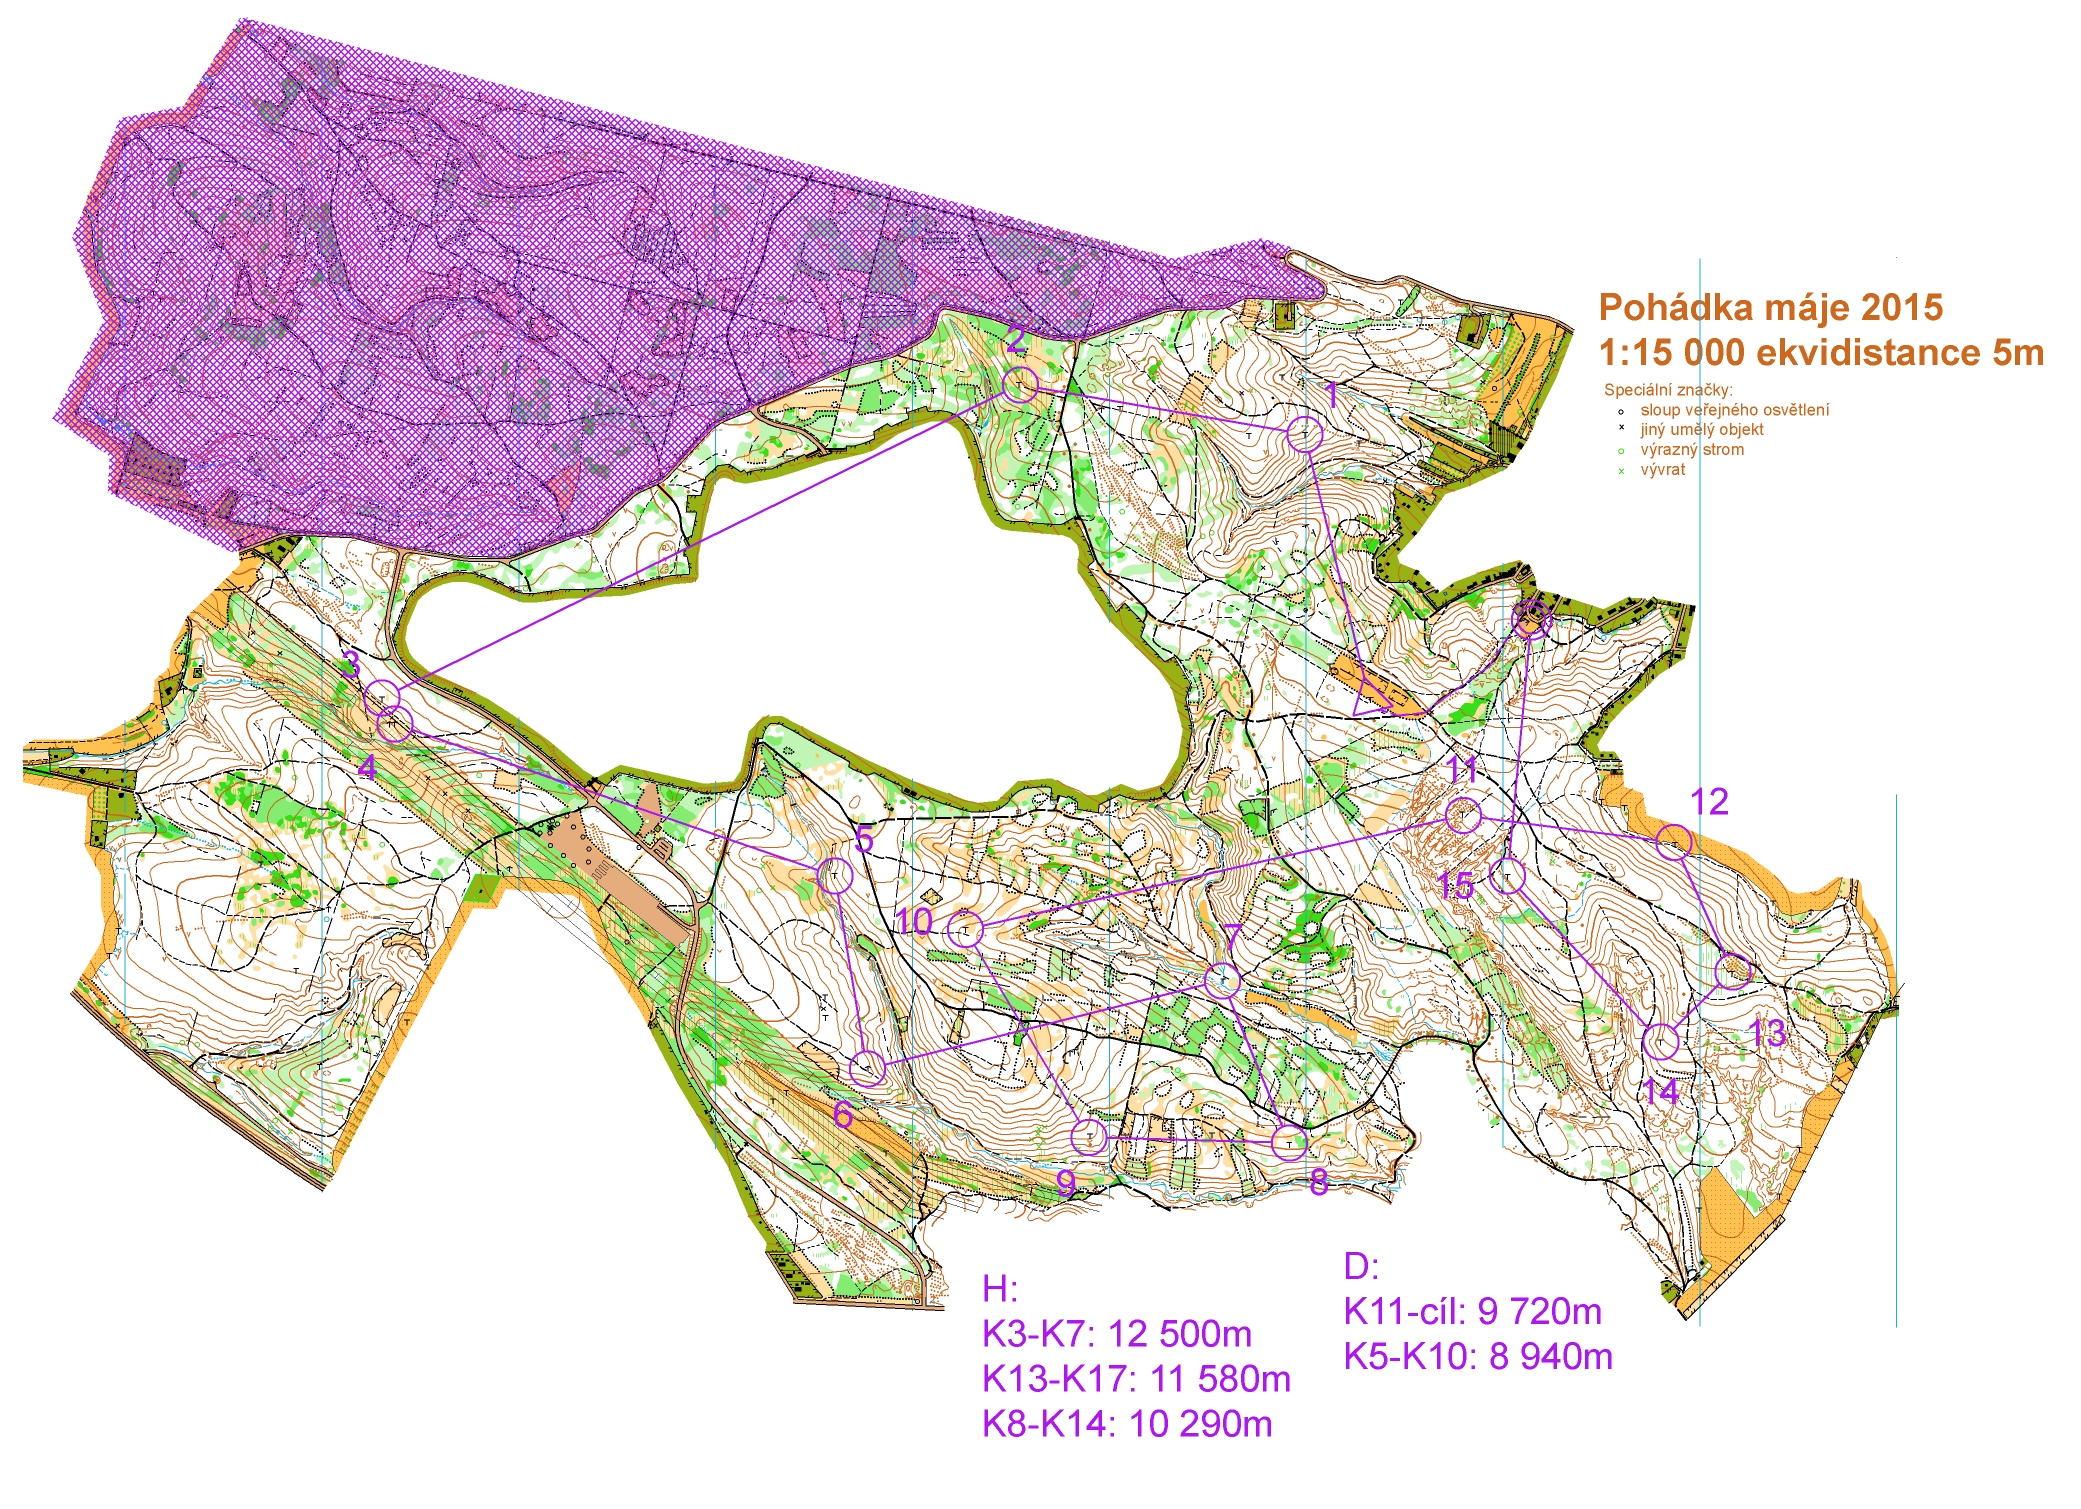 Pohádka máje 2015
1:15 000 ekvidistance 5m
Speciální značky:
sloup veřejného osvětlení
jiný umělý objekt
výrazný strom
vývrat
1
2
3
4
5
6
7
8
9
10
11
12
13
14
15
H:
K3-K7: 12 500m
K13-K17: 11 580m
K8-K14: 10 290m
D:
K11-cíl: 9 720m
K5-K10: 8 940m